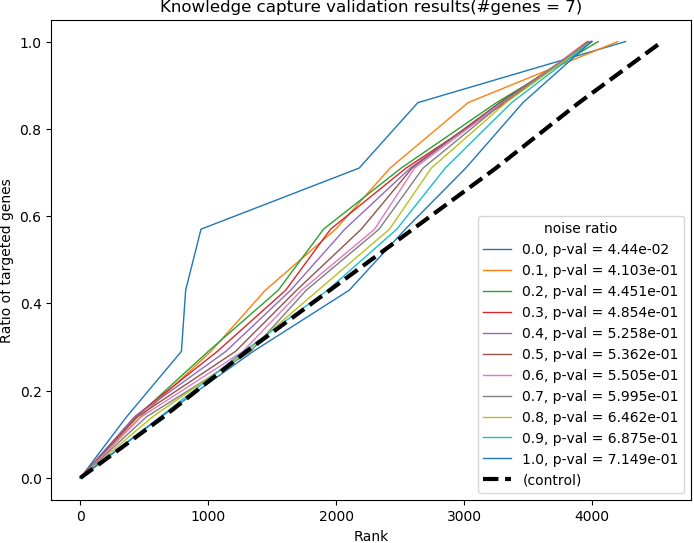 Knowledge capture validation results(#genes = 7)
Ratio of targeted genes
1.0
0.8
0.6
0.4
0.2
0.0
noise ratio
0.0, p-val = 4.44e-02
0.1, p-val = 4.103e-01
0.2, p-val = 4.451e-01
0.3, p-val = 4.854e-01
0.4, p-val = 5.258e-01
0.5, p-val = 5.362e-01
0.6, p-val = 5.505e-01
0.7, p-val = 5.995e-01
0.8, p-val = 6.462e-01
0.9, p-val = 6.875e-01
1.0, p-val = 7.149e-01
(control)
0 1000 2000 3000 4000
Rank